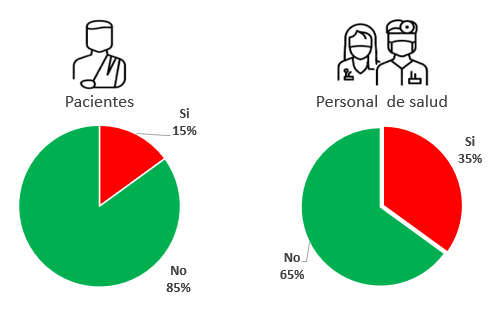 Pacientes
Si
15%
No
85%
Personal de salud
Si
35%
No
65%